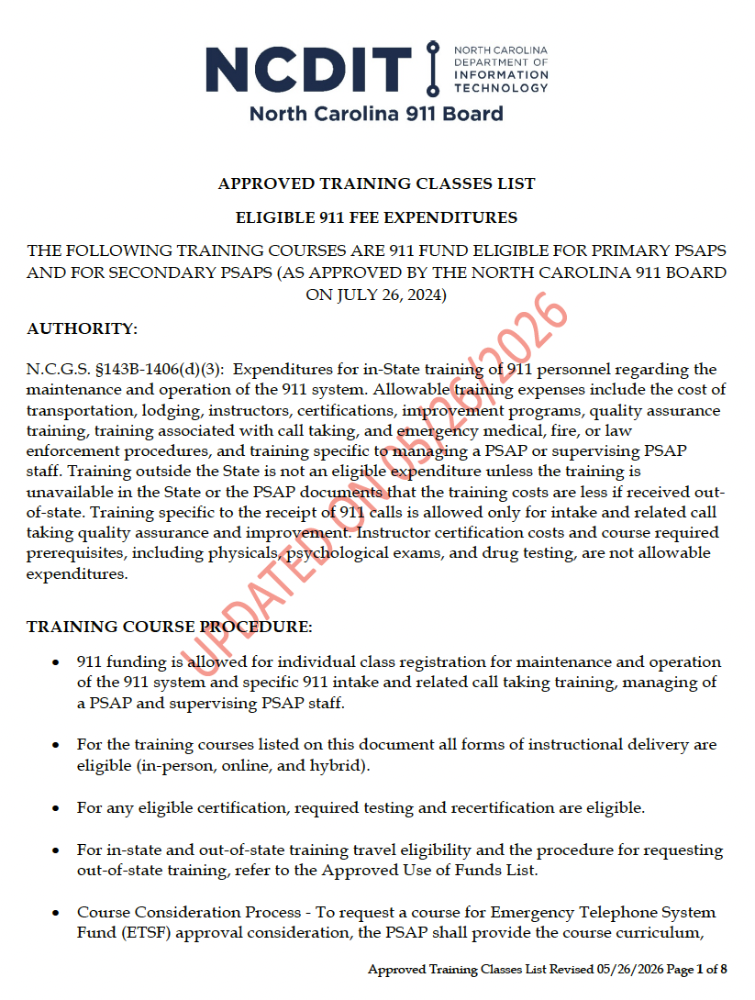 NCDIT
NORTH CAROLINA
DEPARTMENT OF
INFORMATION
TECHNOLOGY
North Carolina 911 Board
APPROVED TRAINING CLASSES LIST
ELIGIBLE 911 FEE EXPENDITURES
THE FOLLOWING TRAINING COURSES ARE 911 FUND ELIGIBLE FOR PRIMARY PSAPS
AND FOR SECONDARY PSAPS (AS APPROVED BY THE NORTH CAROLINA 911 BOARD
ON JULY 26, 2024)
AUTHORITY:
N.C.G.S. §143B-1406(d)(3):  Expenditures for in-State training of 911 personnel regarding the
maintenance and operation of the 911 system. Allowable training expenses include the cost of
transportation, lodging, instructors, certifications, improvement programs, quality assurance
training, training associated with call taking, and emergency medical, fire, or law
enforcement procedures, and training specific to managing a PSAP or supervising PSAP
staff. Training outside the State is not an eligible expenditure unless the training is
unavailable in the State or the PSAP documents that the training costs are less if received out-
of-state. Training specific to the receipt of 911 calls is allowed only for intake and related call
taking quality assurance and improvement. Instructor certification costs and course required
prerequisites, including physicals, psychological exams, and drug testing, are not allowable
expenditures.
UPDATED ON 05/26/2026
TRAINING COURSE PROCEDURE:
• 911 funding is allowed for individual class registration for maintenance and operation
of the 911 system and specific 911 intake and related call taking training, managing of
a PSAP and supervising PSAP staff.
• For the training courses listed on this document all forms of instructional delivery are
eligible (in-person, online, and hybrid).
• For any eligible certification, required testing and recertification are eligible.
• For in-state and out-of-state training travel eligibility and the procedure for requesting
out-of-state training, refer to the Approved Use of Funds List.
• Course Consideration Process - To request a course for Emergency Telephone System
Fund (ETSF) approval consideration, the PSAP shall provide the course curriculum,
Approved Training Classes List Revised 05/26/2026 Page 1 of 8